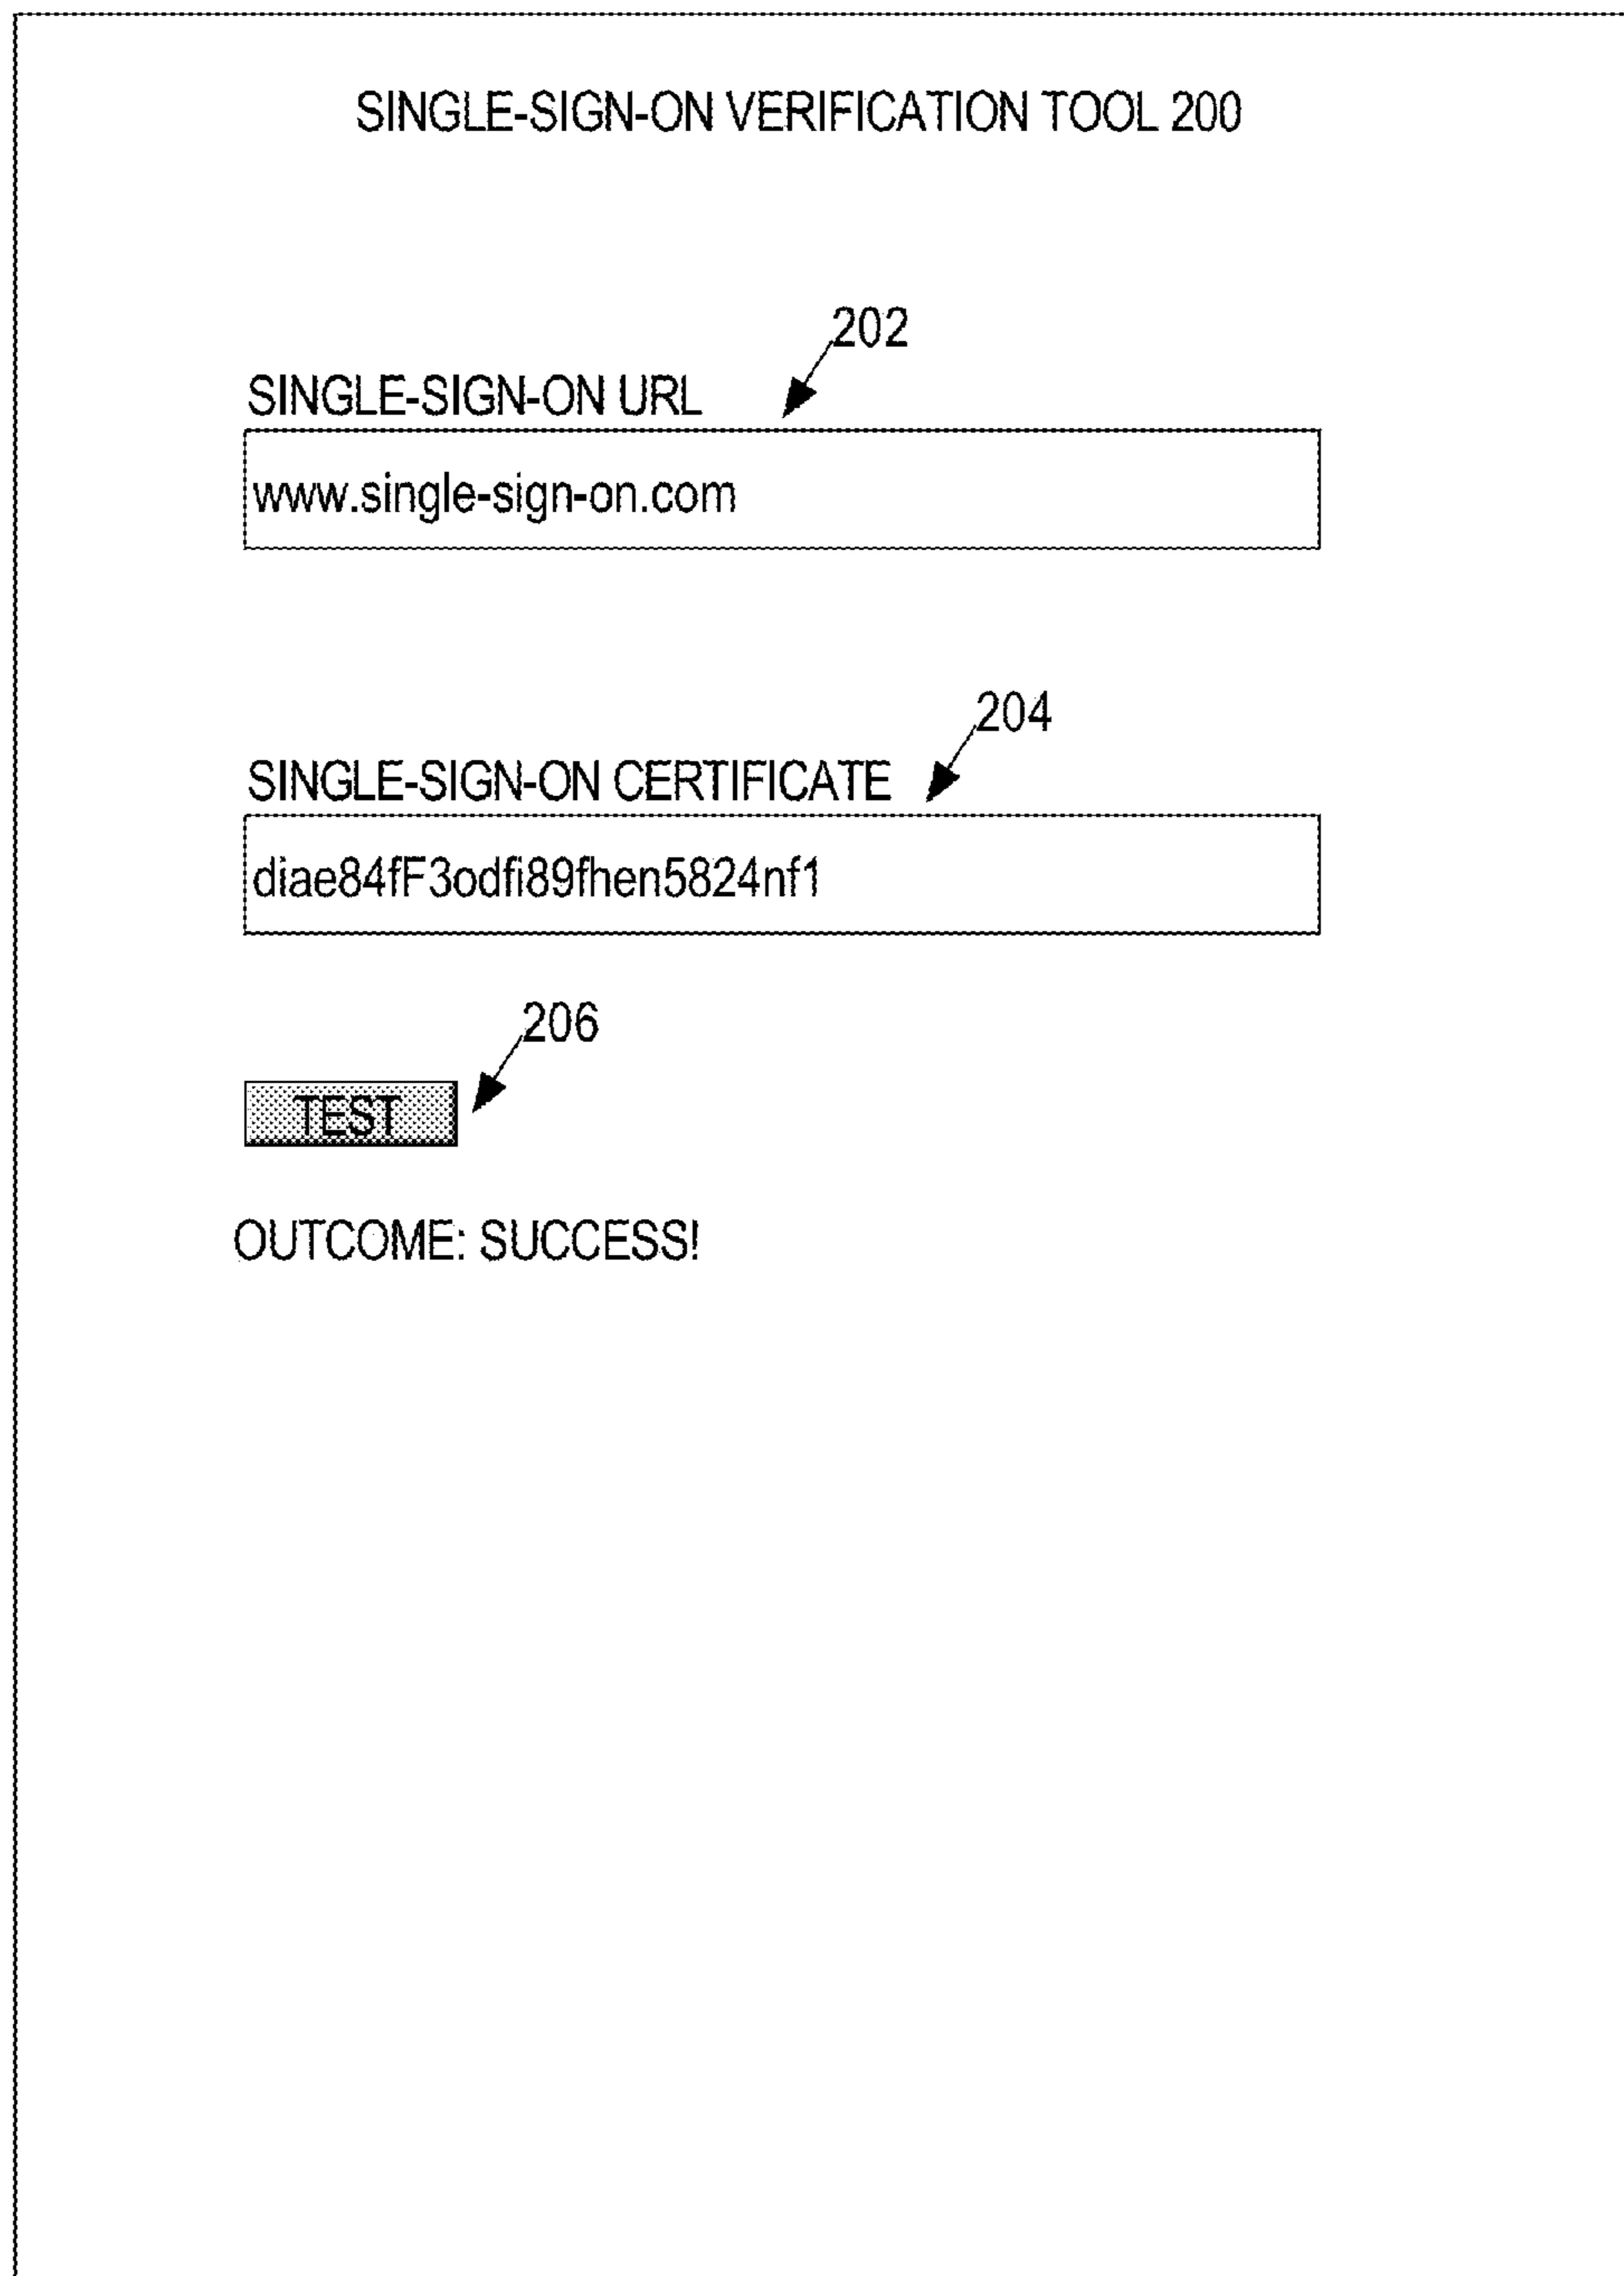 SINGLE-SIGN-ON VERIFICATION TOOL 200
202
SINGLE-SIGN-ON URL
www.single-sign-on.com
204
SINGLE-SIGN-ON CERTIFICATE
diae84fF3odfi89fhen5824nf1
206
TEST
OUTCOME: SUCCESS!